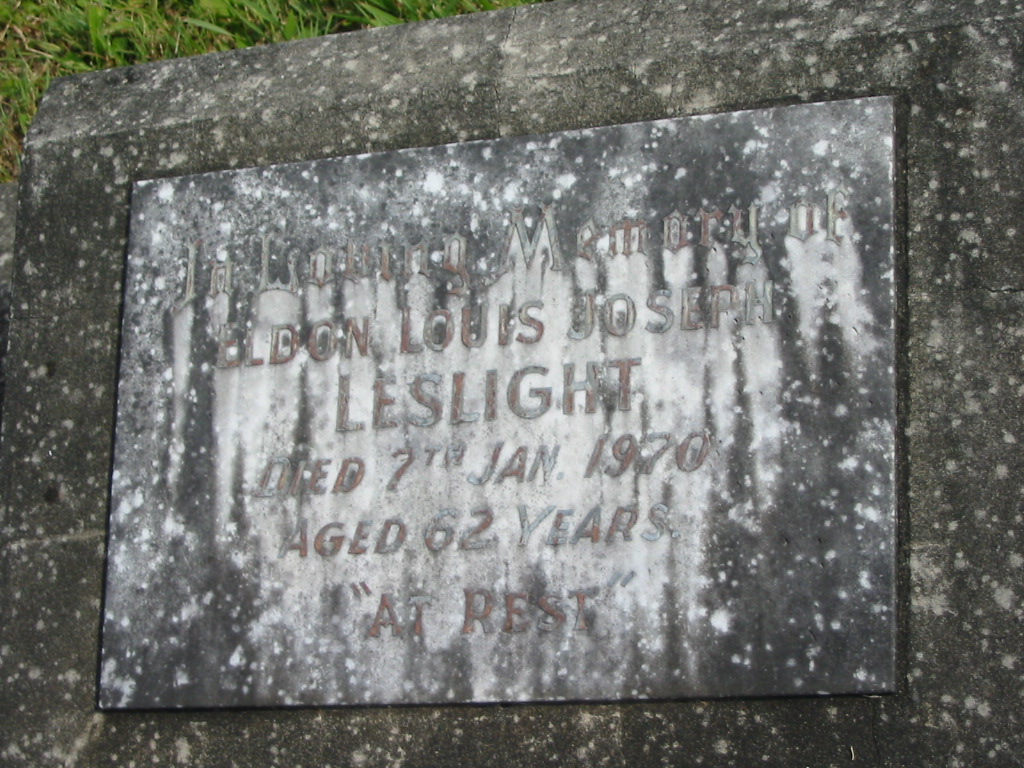 In Loving Memory of
ELDON LOUIS JOSEPH
LESLIGHT
DIED 7TH JAN. 1970
AGED 62 YEARS.
"AT REST"